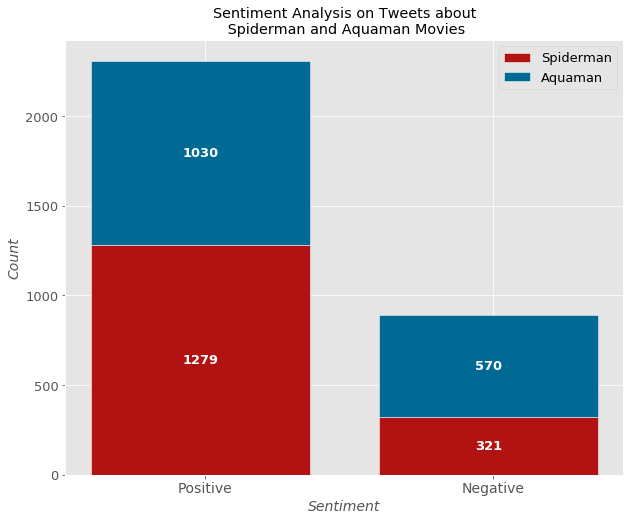 Sentiment Analysis on Tweets about
Spiderman and Aquaman Movies
Spiderman
Aquaman
Count
2000
1500
1000
500
0
1030
1279
570
321
Positive
Negative
Sentiment